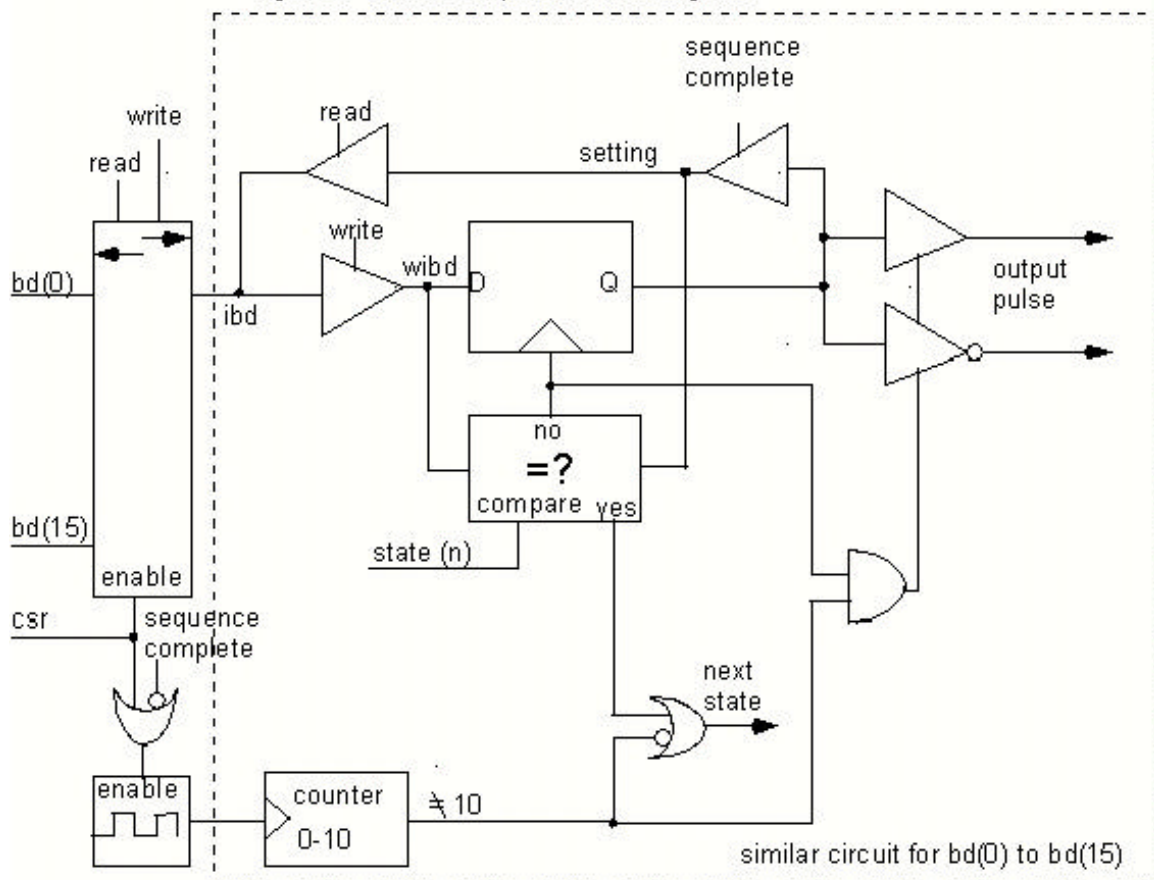 sequence
complete
write
read
read
setting
write
wibd
D
Q
bd(0)
ibd
output
pulse
no
=?
compare
yes
bd(15)
state (n)
enable
csr
sequence
complete
next
state
enable
counter
0-10
≠ 10
similar circuit for bd(0) to bd(15)